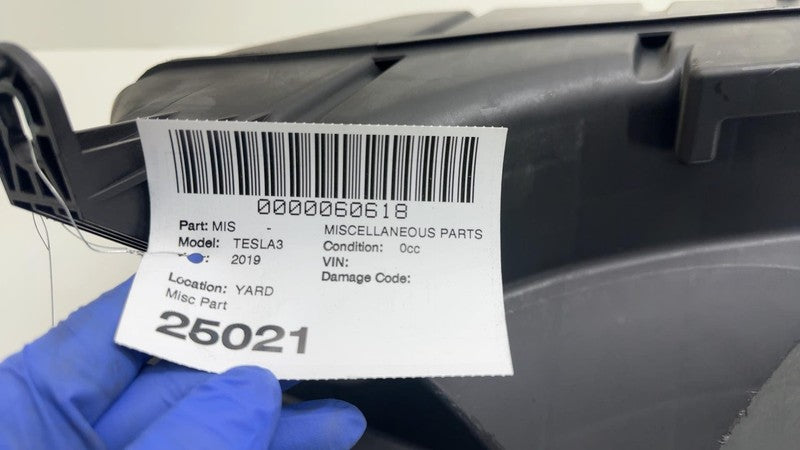 0000060618
Part: MIS - MISCELLANEOUS PARTS
Model: TESLA3 Condition: 0cc
: 2019 VIN:
Location: YARD Damage Code:
Misc Part
25021